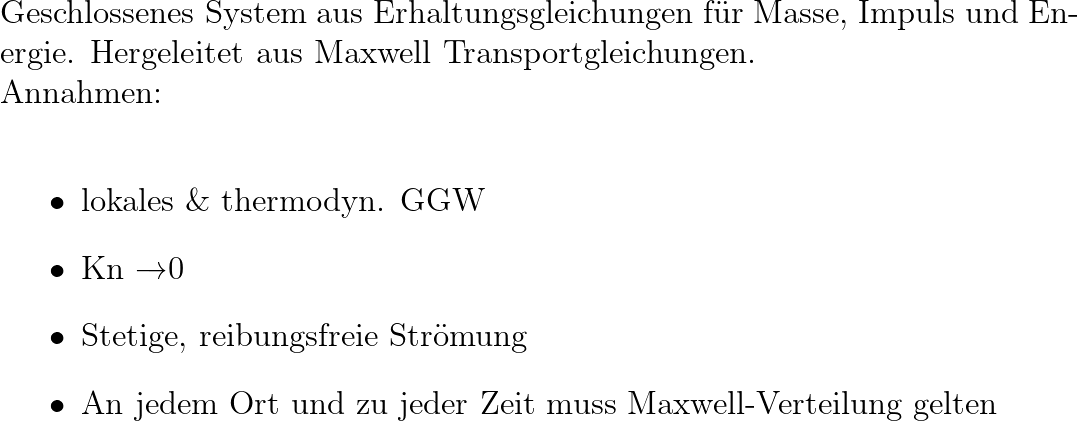 Geschlossenes System aus Erhaltungsgleichungen für Masse, Impuls und En-
ergie. Hergeleitet aus Maxwell Transportgleichungen.
Annahmen:
• lokales & thermodyn. GGW
• Kn →0
• Stetige, reibungsfreie Strömung
• An jedem Ort und zu jeder Zeit muss Maxwell-Verteilung gelten